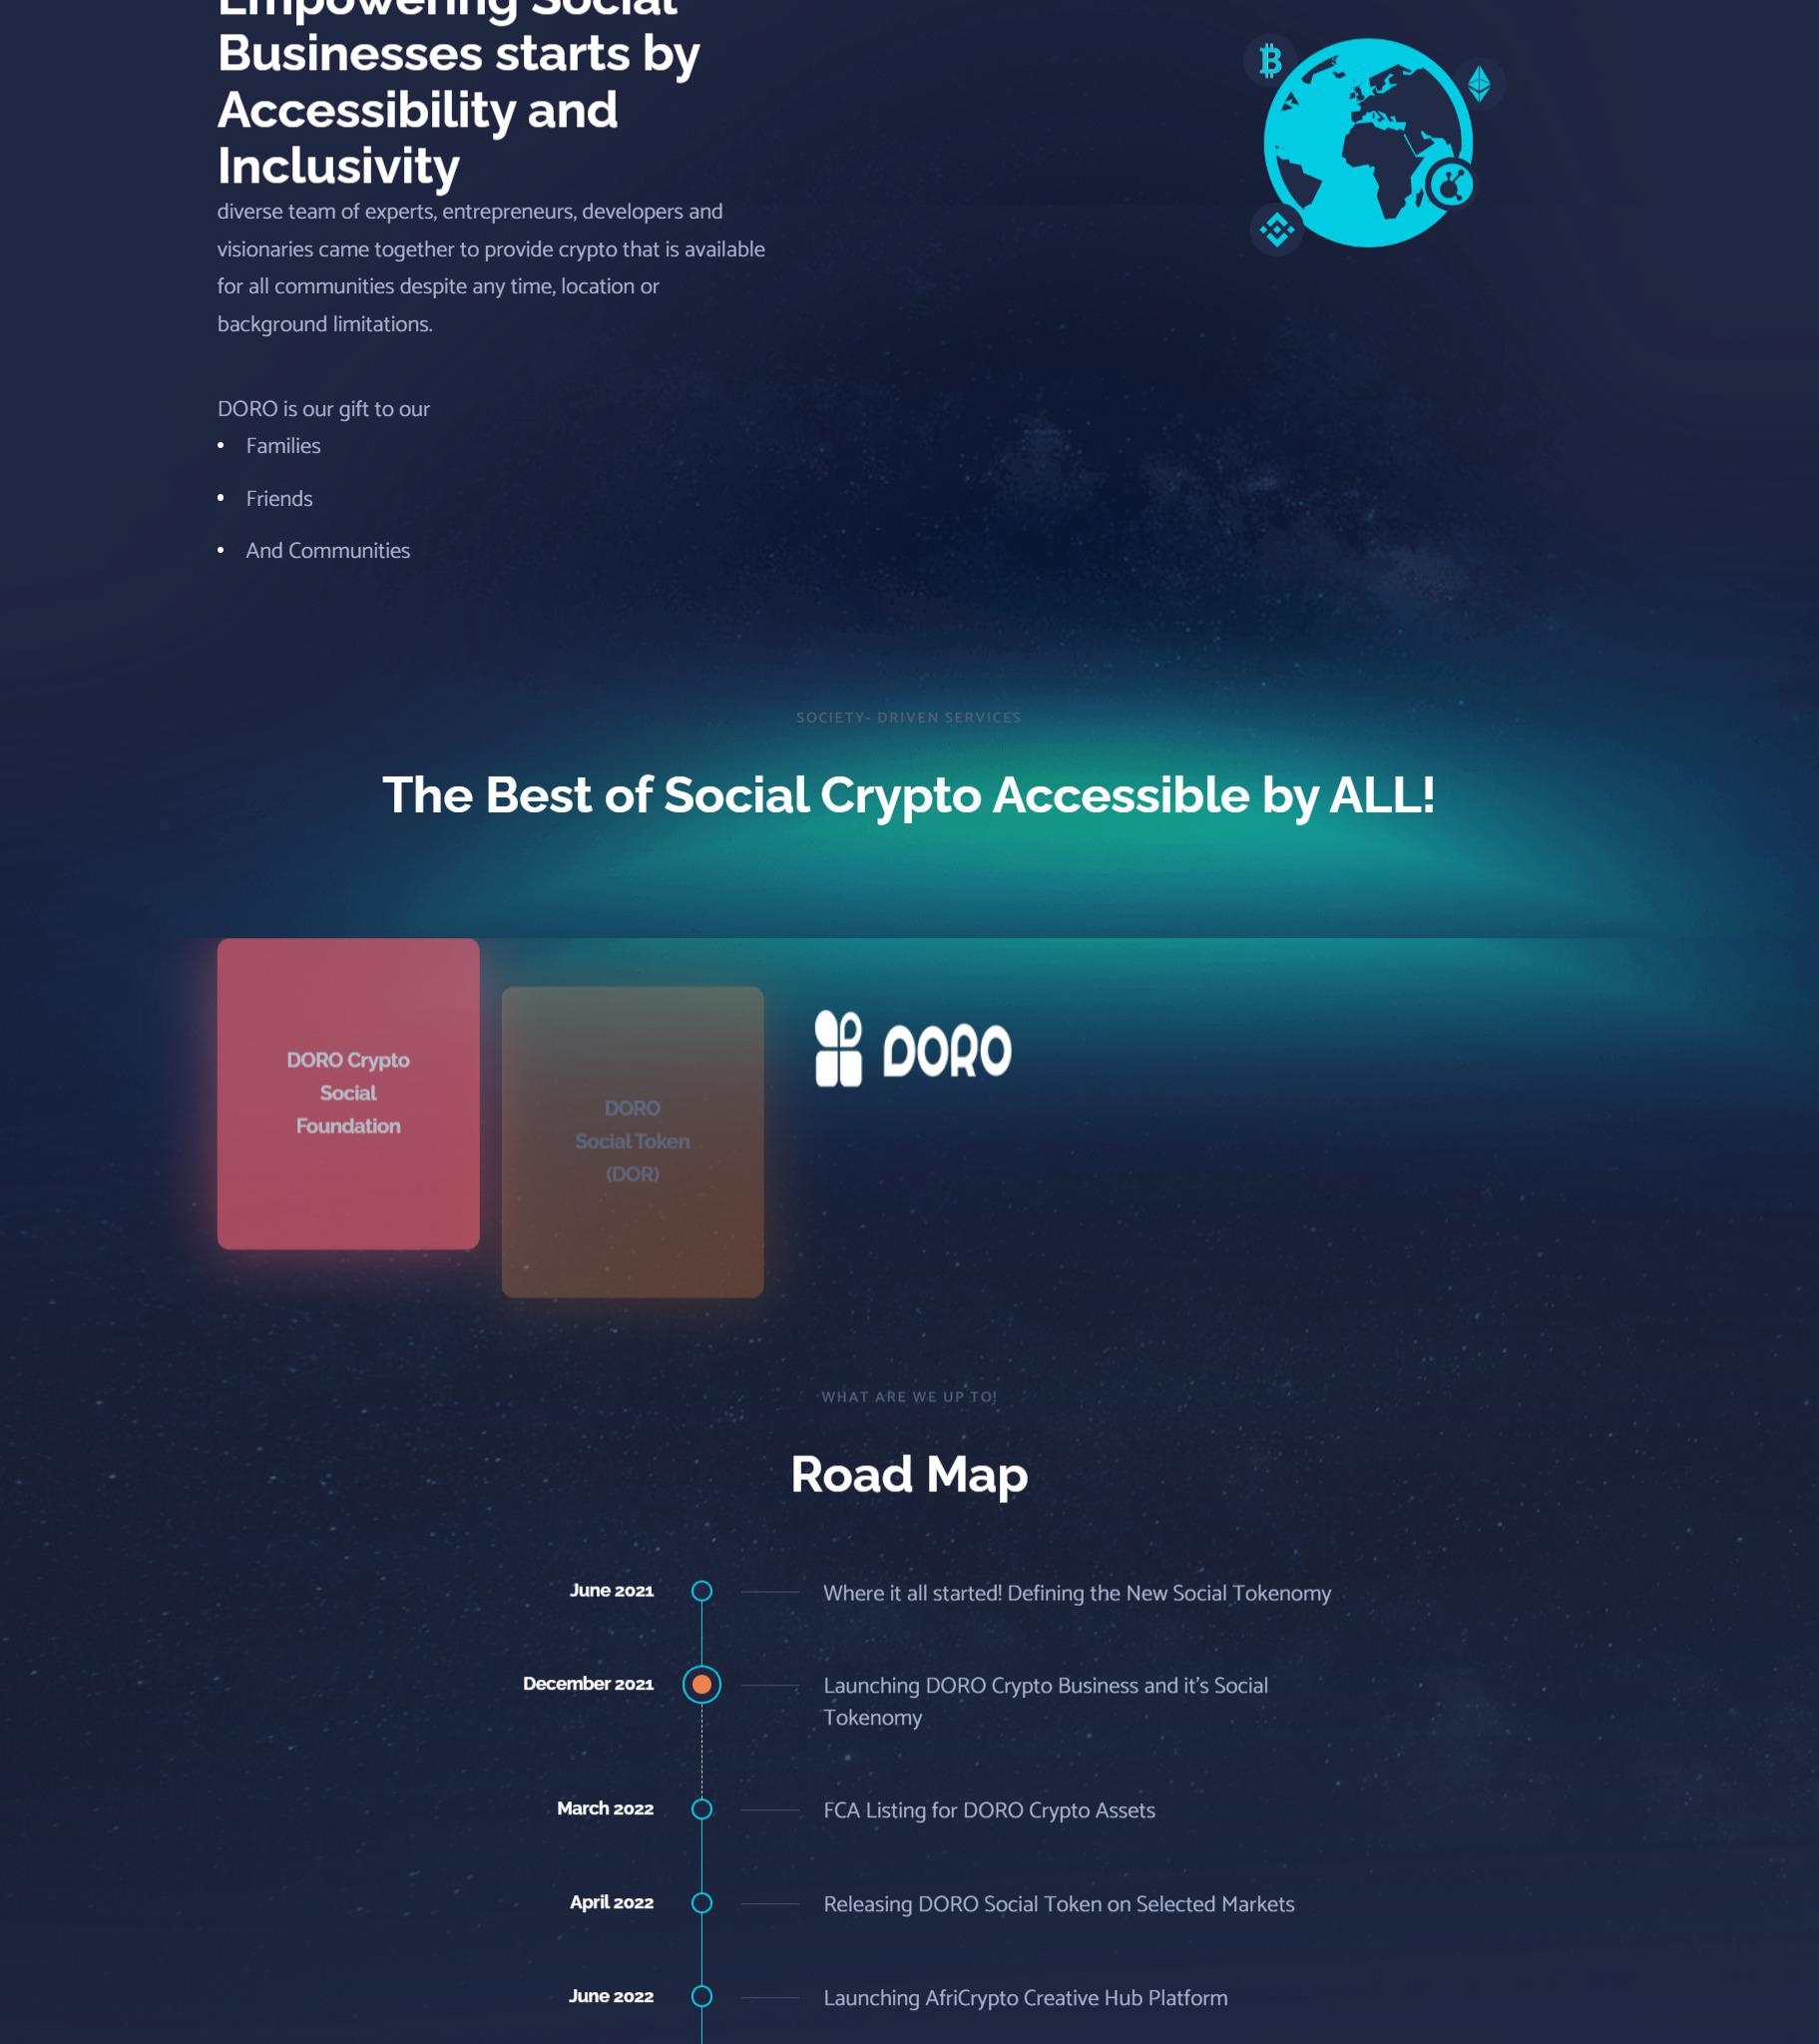 Empowering Social
Businesses starts by
Accessibility and
Inclusivity
diverse team of experts, entrepreneurs, developers and
visionaries came together to provide crypto that is available
for all communities despite any time, location or
background limitations.
DORO is our gift to our
• Families
• Friends
• And Communities
SOCIETY- DRIVEN SERVICES
The Best of Social Crypto Accessible by ALL!
DORO Crypto
Social
Foundation
DORO
Social Token
(DOR)
DORO
WHAT ARE WE UP TO!
Road Map
June 2021
Where it all started! Defining the New Social Tokenomy
December 2021
Launching DORO Crypto Business and it's Social
Tokenomy
March 2022
FCA Listing for DORO Crypto Assets
April 2022
Releasing DORO Social Token on Selected Markets
June 2022
Launching AfriCrypto Creative Hub Platform